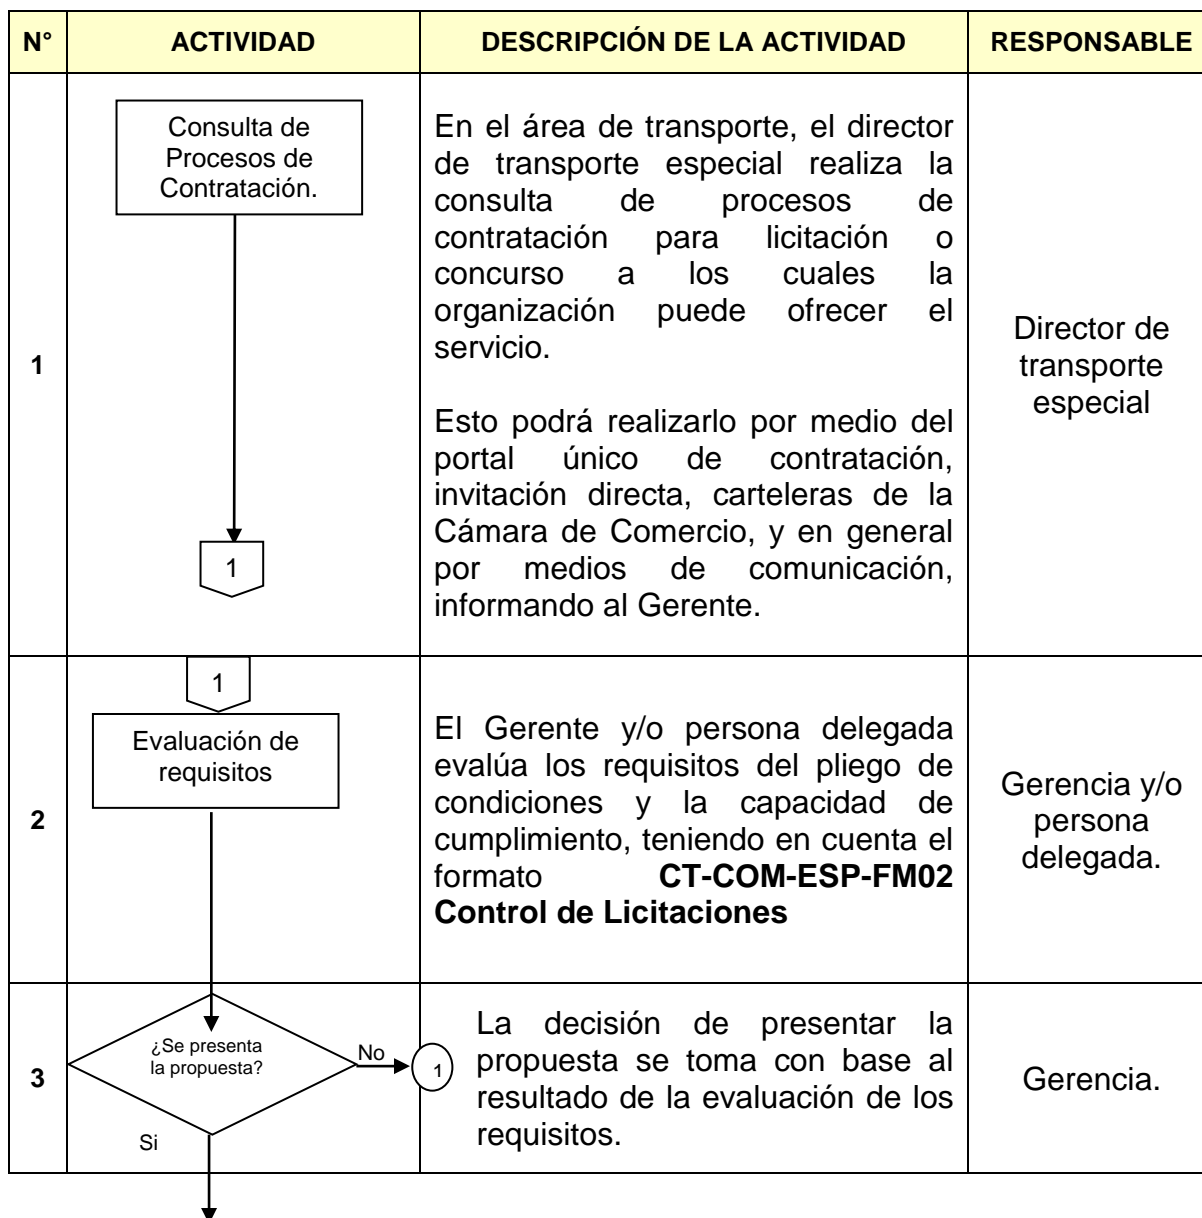 N° ACTIVIDAD DESCRIPCIÓN DE LA ACTIVIDAD RESPONSABLE
1
Consulta de
Procesos de
Contratación.
1
En el área de transporte, el director
de transporte especial realiza la
consulta de procesos de
contratación para licitación o
concurso a los cuales la
organización puede ofrecer el
servicio.
Esto podrá realizarlo por medio del
portal único de contratación,
invitación directa, carteleras de la
Cámara de Comercio, y en general
por medios de comunicación,
informando al Gerente.
Director de
transporte
especial
2
1
Evaluación de
requisitos
El Gerente y/o persona delegada
evalúa los requisitos del pliego de
condiciones y la capacidad de
cumplimiento, teniendo en cuenta el
formato CT-COM-ESP-FM02
Control de Licitaciones
Gerencia y/o
persona
delegada.
3
¿Se presenta
la propuesta?
No
1
Si
La decisión de presentar la
propuesta se toma con base al
resultado de la evaluación de los
requisitos.
Gerencia.